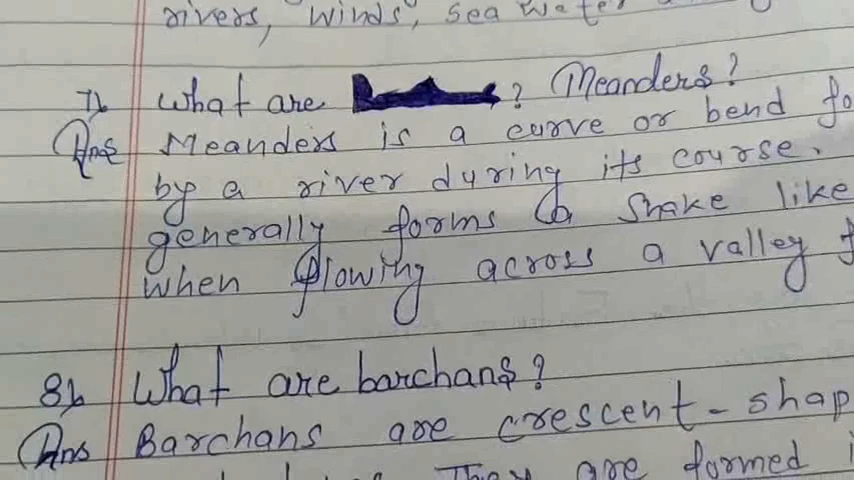 rivers, winds, sea water
7) What are ? Meanders?
Ans Meanders is a curve or bend fo
by a river during its course.
generally forms a snake like
when flowing across a valley f
8) What are barchans?
Ans Barchans are crescent-shap
They are formed i